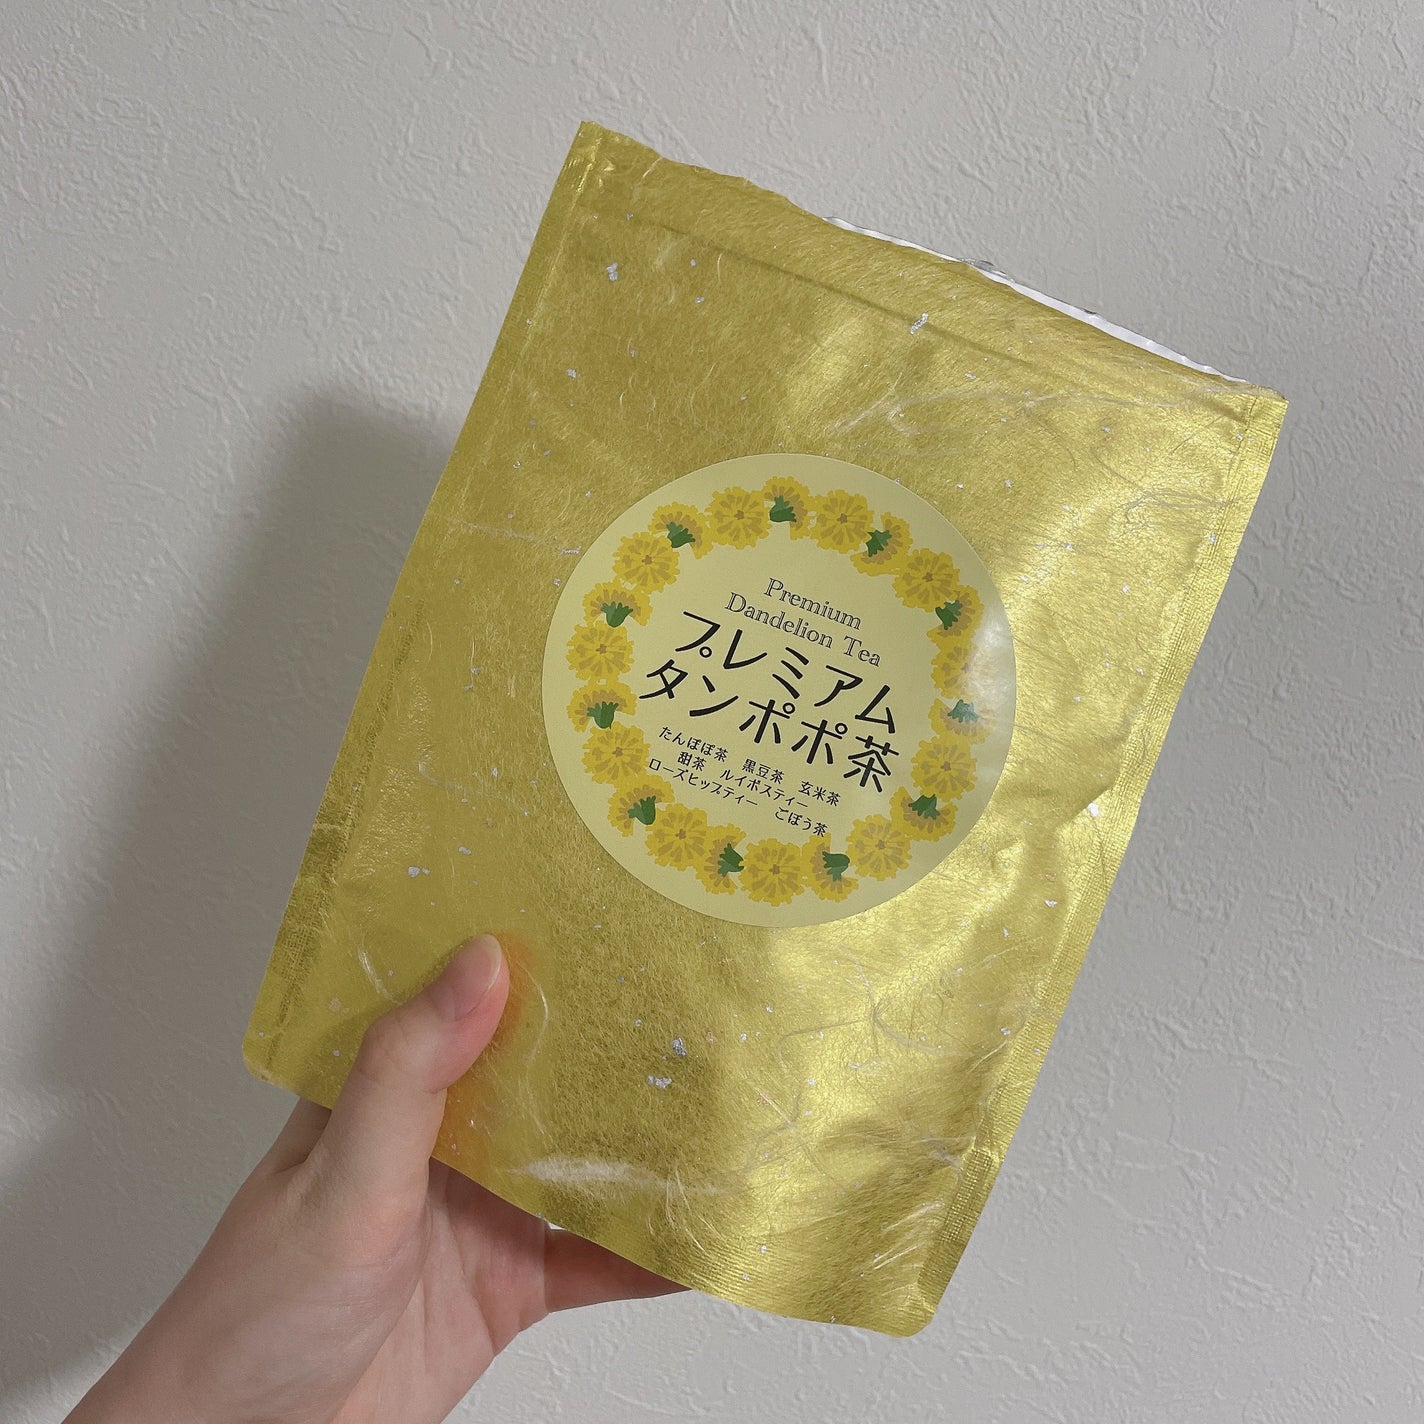 Premium
Dandelion Tea
プレミアム
タンポポ茶
たんぽぽ茶 黒豆茶 玄米茶
甜茶 ルイボスティー
ローズヒップティー ごぼう茶